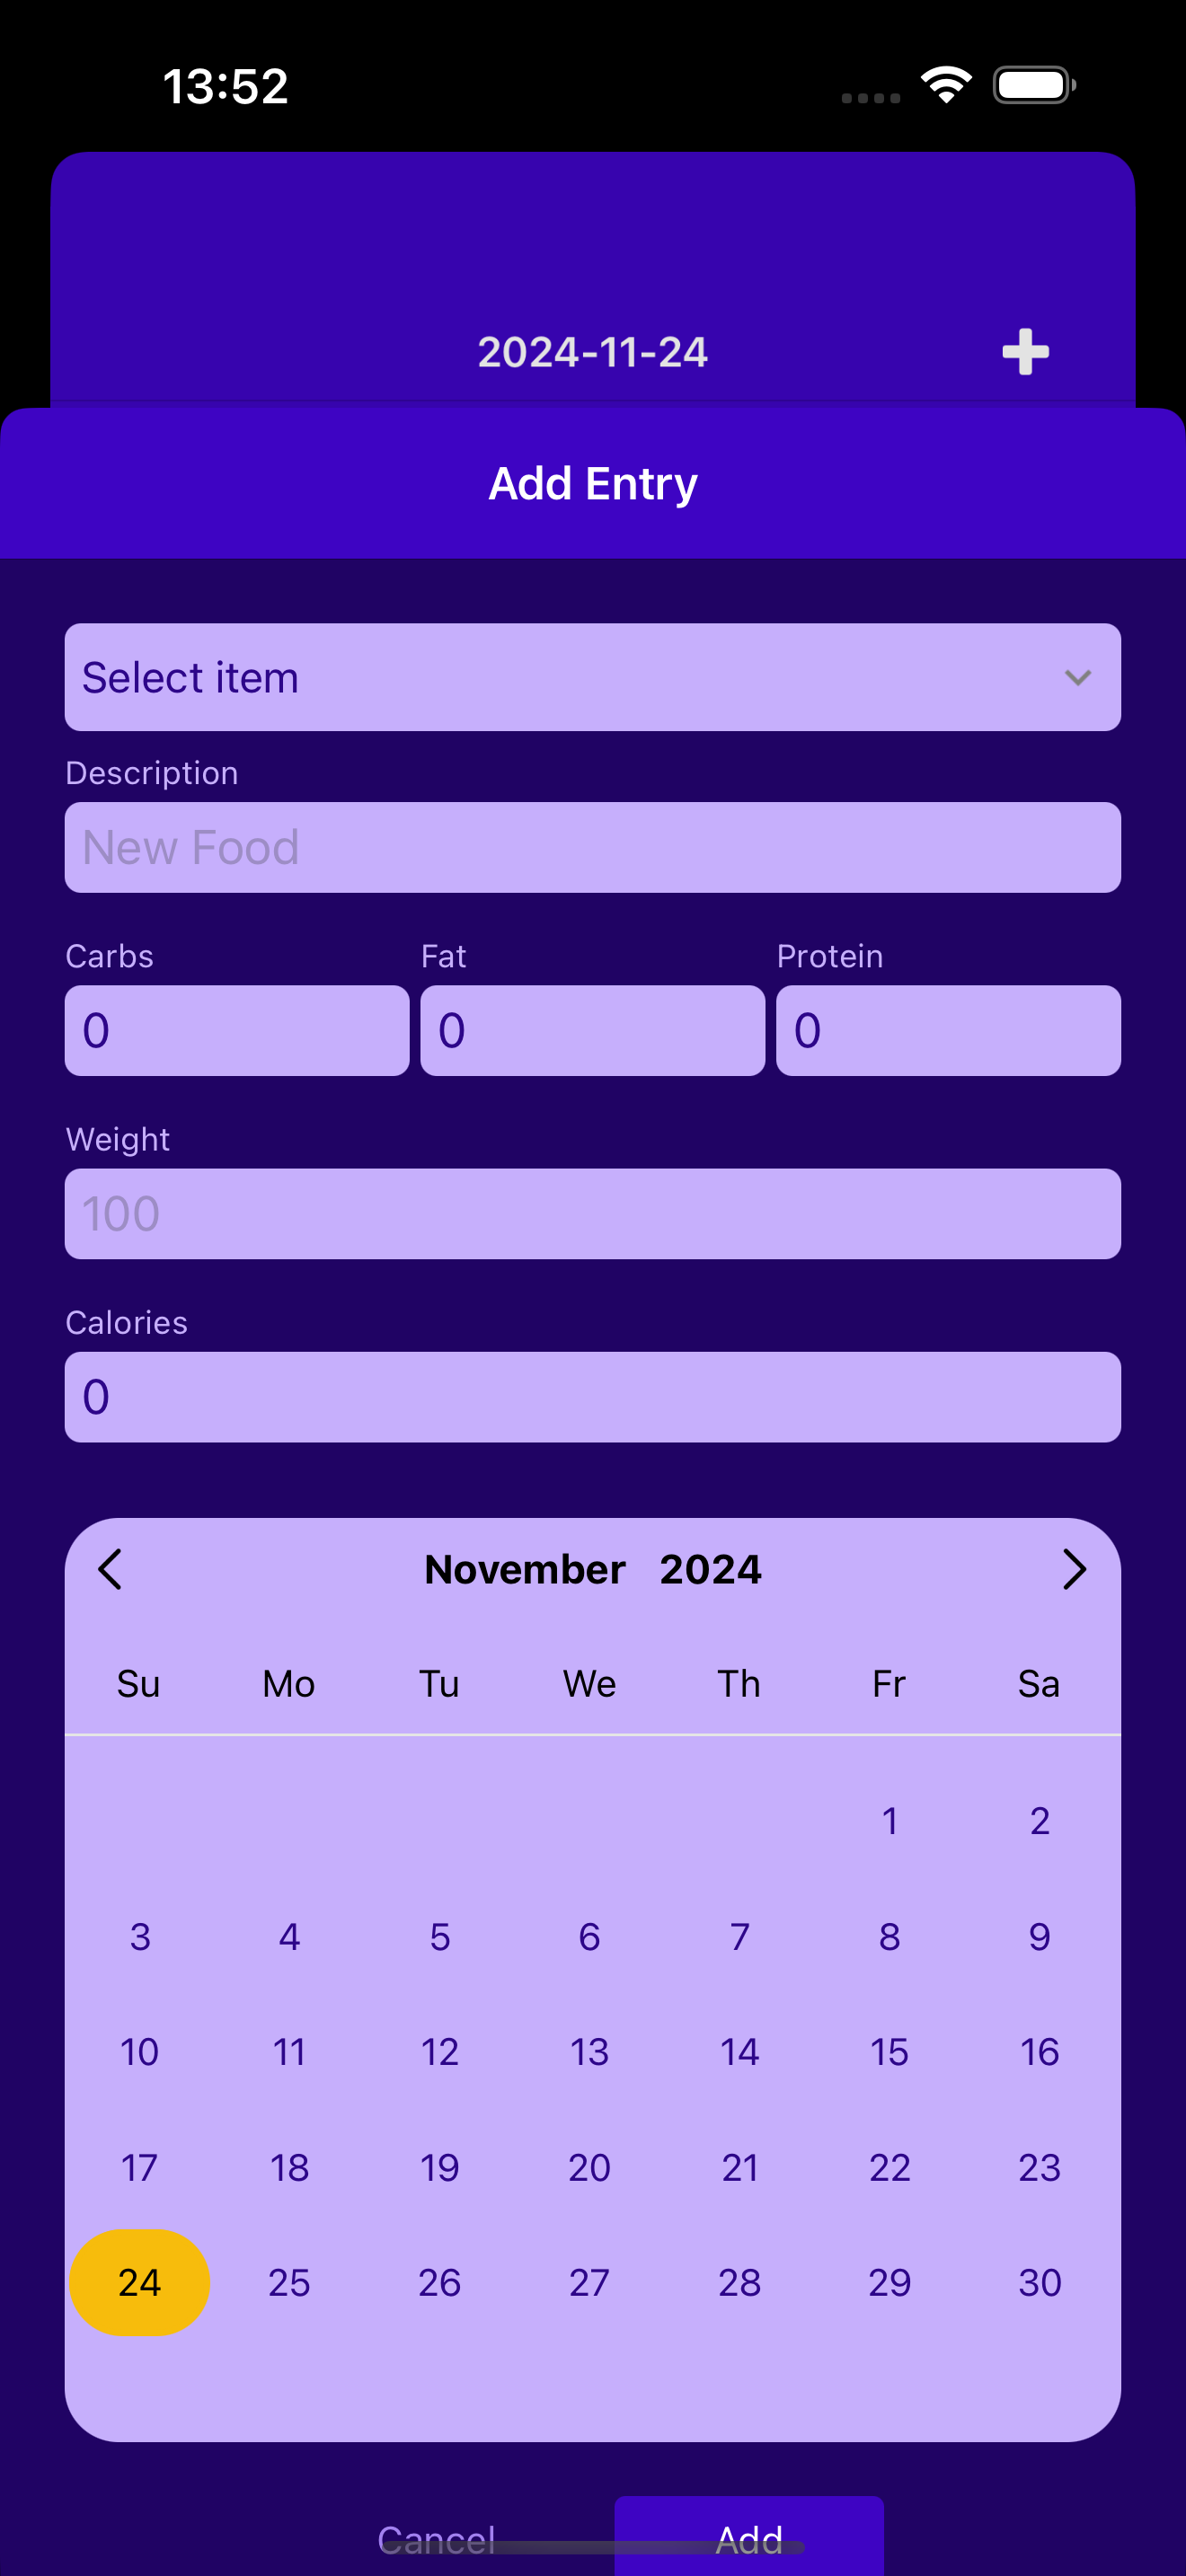 13:52
2024-11-24
Add Entry
Select item
Description
New Food
Carbs Fat Protein
0 0 0
Weight
100
Calories
0
November 2024
Su Mo Tu We Th Fr Sa
1 2
3 4 5 6 7 8 9
10 11 12 13 14 15 16
17 18 19 20 21 22 23
24 25 26 27 28 29 30
Cancel Add